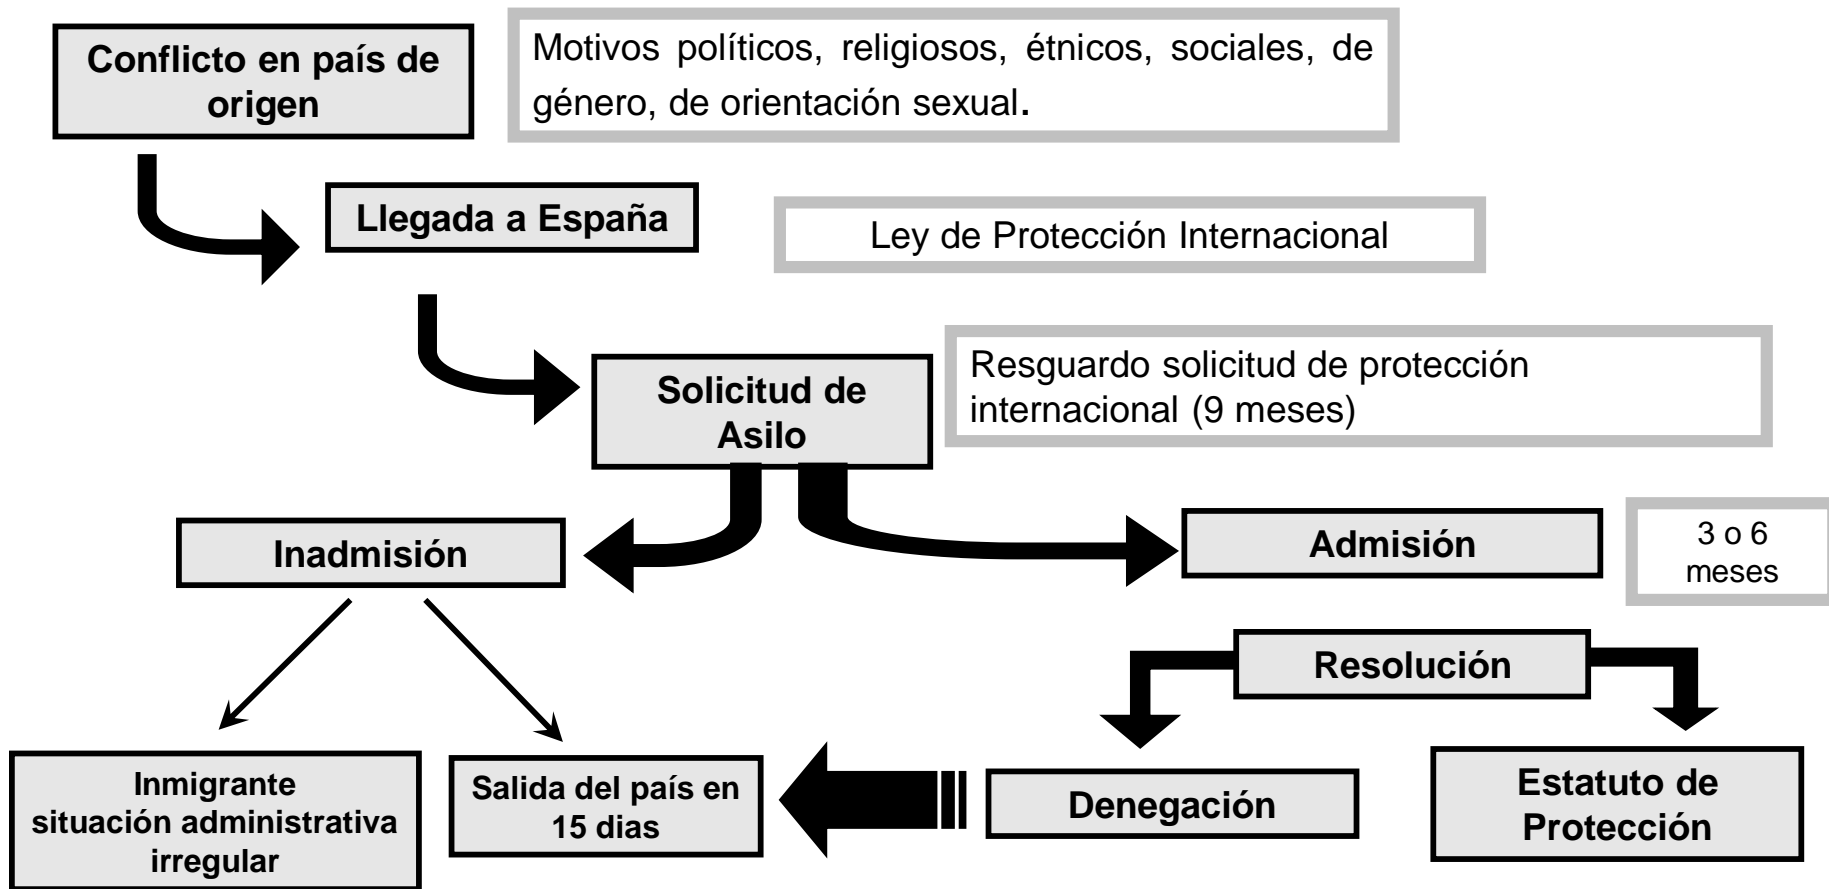 Conflicto en país de
origen
Motivos políticos, religiosos, étnicos, sociales, de
género, de orientación sexual.
Llegada a España
Ley de Protección Internacional
Solicitud de
Asilo
Resguardo solicitud de protección
internacional (9 meses)
Inadmisión
Admisión
3 o 6
meses
Resolución
Inmigrante
situación administrativa
irregular
Salida del país en
15 dias
Denegación
Estatuto de
Protección